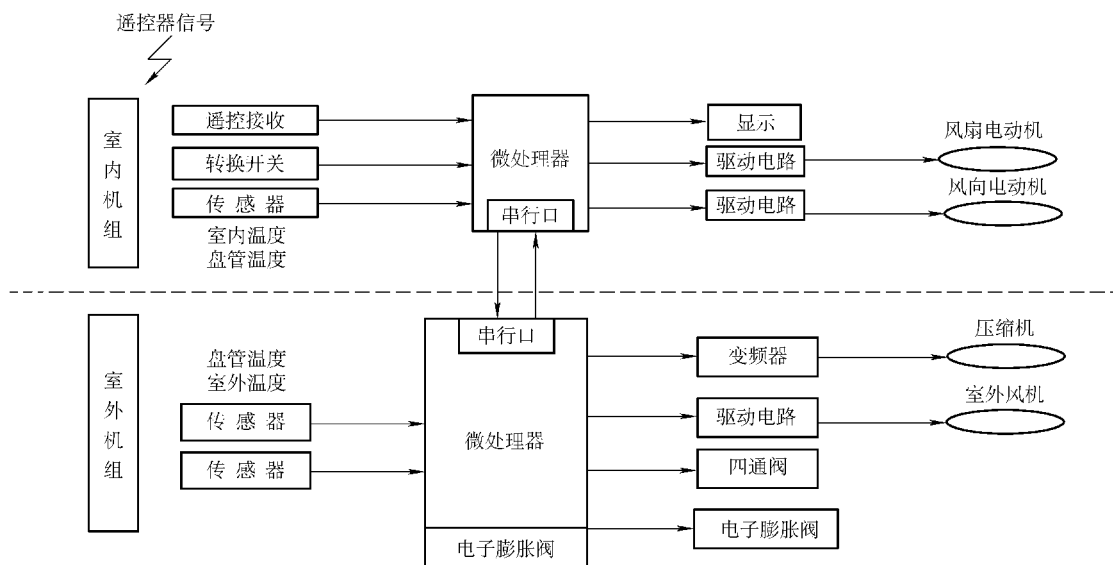 遥控器信号
室内机组
遥控接收
转换开关
传感器
室内温度
盘管温度
微处理器
串行口
显示
驱动电路
驱动电路
风扇电动机
风向电动机
室外机组
盘管温度
室外温度
传感器
传感器
串行口
微处理器
电子膨胀阀
变频器
驱动电路
四通阀
电子膨胀阀
压缩机
室外风机